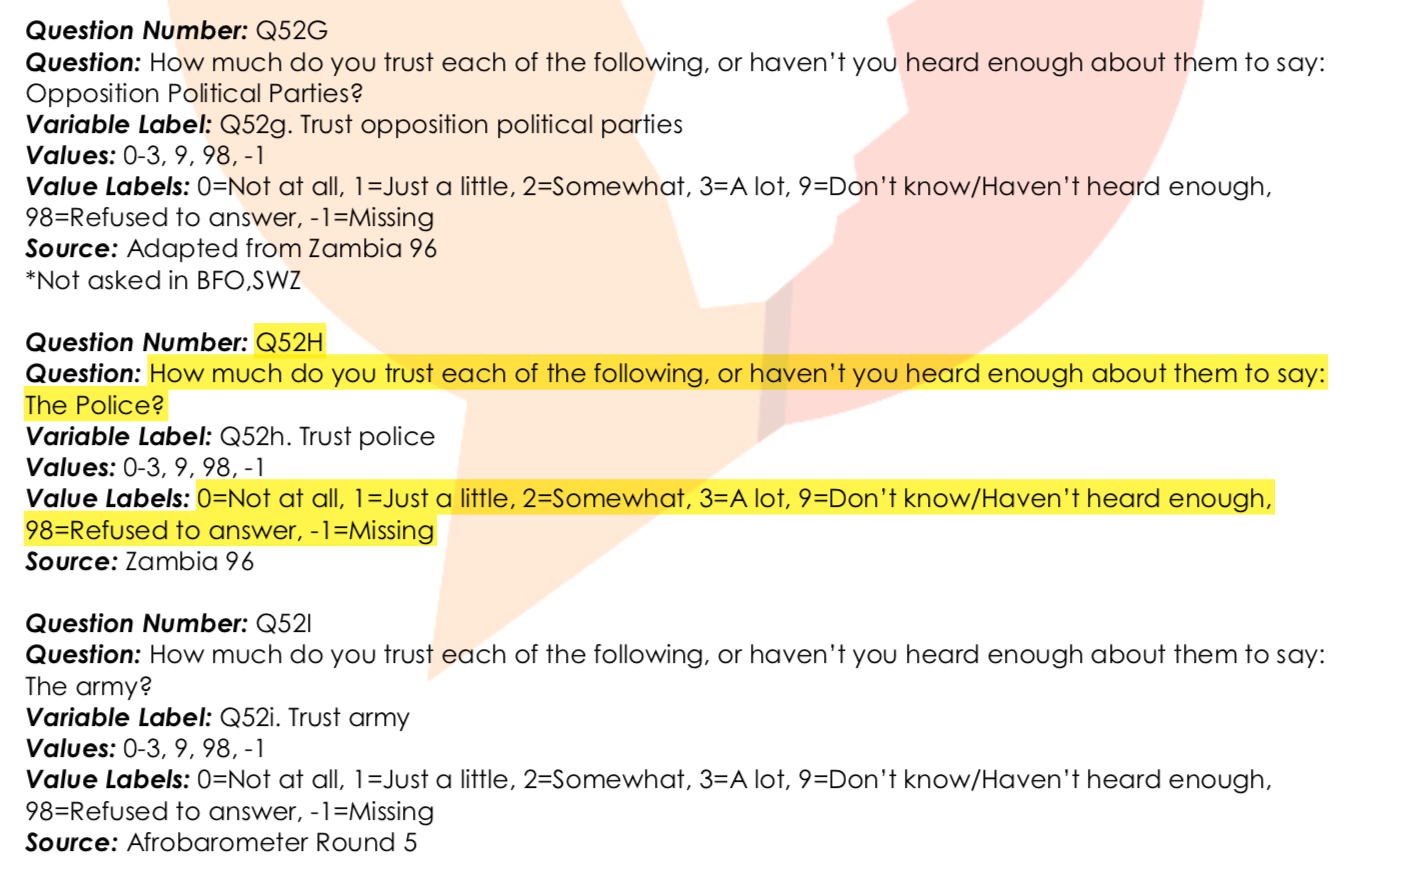 Question Number: Q52G
Question: How much do you trust each of the following, or haven’t you heard enough about them to say:
Opposition Political Parties?
Variable Label: Q52g. Trust opposition political parties
Values: 0-3, 9, 98, -1
Value Labels: 0=Not at all, 1=Just a little, 2=Somewhat, 3=A lot, 9=Don’t know/Haven’t heard enough,
98=Refused to answer, -1=Missing
Source: Adapted from Zambia 96
*Not asked in BFO,SWZ
Question Number: Q52H
Question: How much do you trust each of the following, or haven’t you heard enough about them to say:
The Police?
Variable Label: Q52h. Trust police
Values: 0-3, 9, 98, -1
Value Labels: 0=Not at all, 1=Just a little, 2=Somewhat, 3=A lot, 9=Don’t know/Haven’t heard enough,
98=Refused to answer, -1=Missing
Source: Zambia 96
Question Number: Q52I
Question: How much do you trust each of the following, or haven’t you heard enough about them to say:
The army?
Variable Label: Q52i. Trust army
Values: 0-3, 9, 98, -1
Value Labels: 0=Not at all, 1=Just a little, 2=Somewhat, 3=A lot, 9=Don’t know/Haven’t heard enough,
98=Refused to answer, -1=Missing
Source: Afrobarometer Round 5